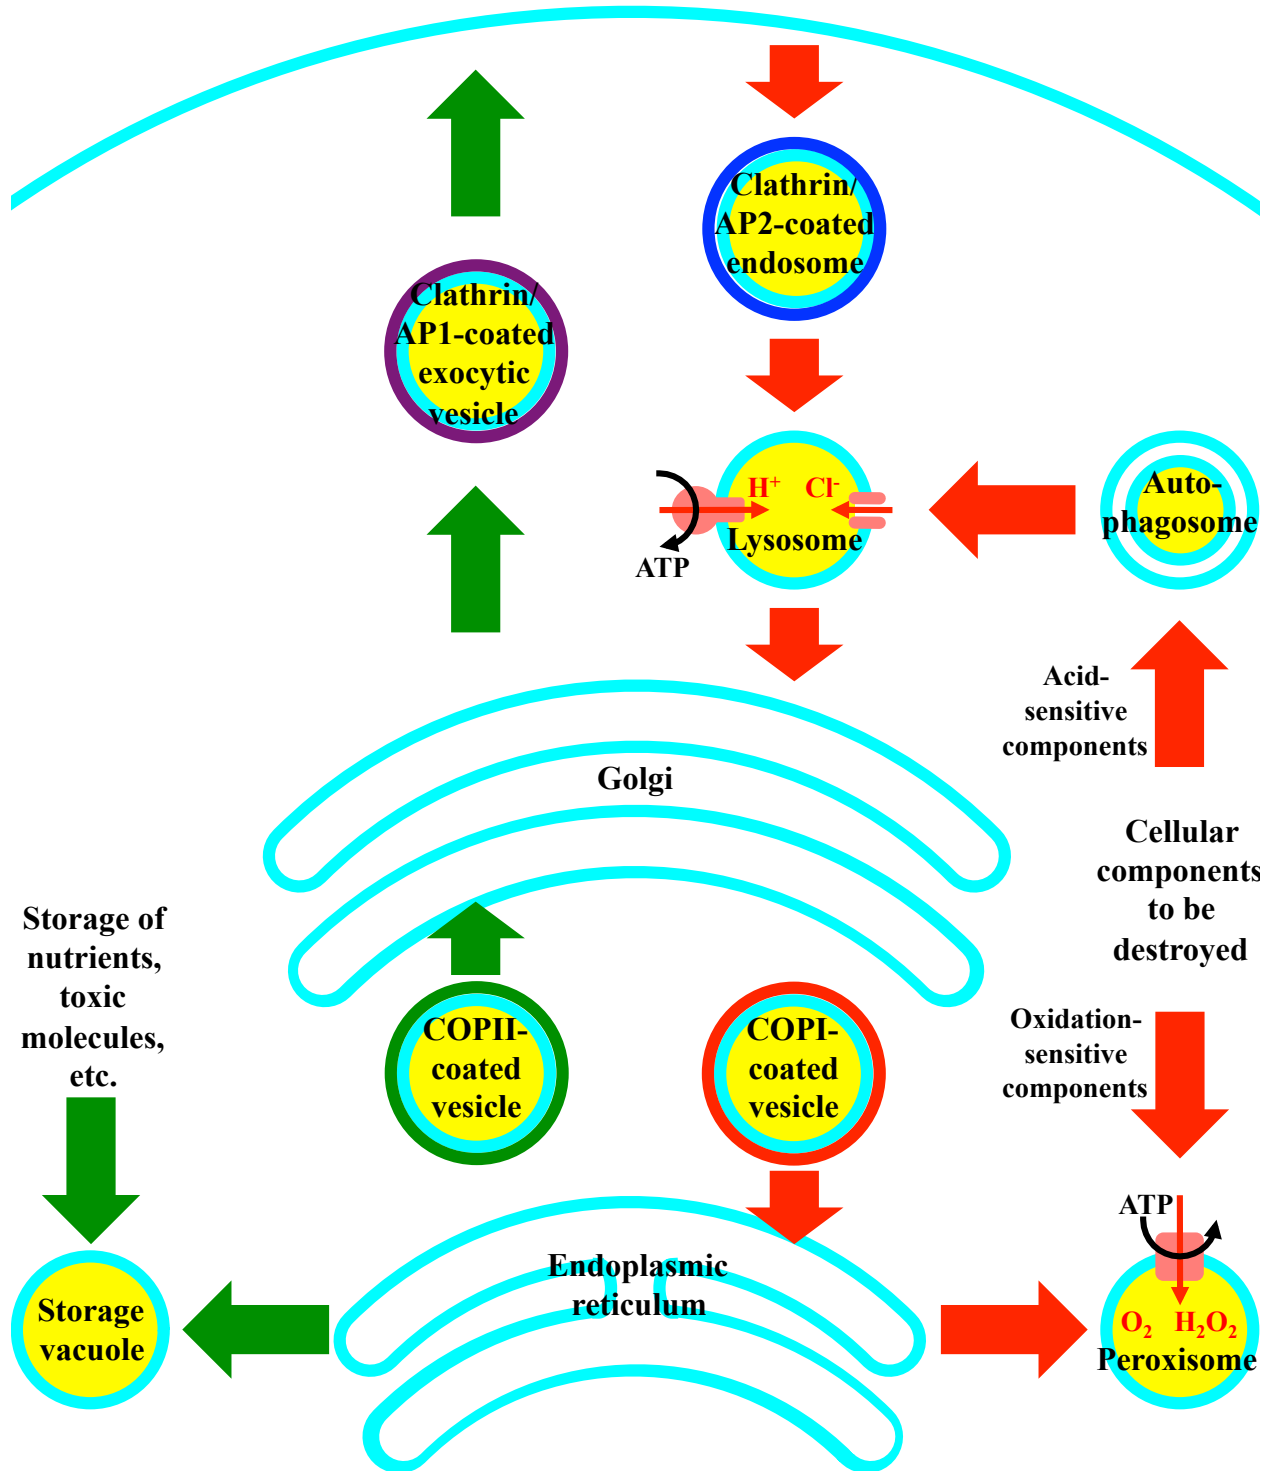 Clathrin/
AP2-coated
endosome
Clathrin/
AP1-coated
exocytic
vesicle
H⁺ Cl⁻
Lysosome
ATP
Auto-
phagosome
Acid-
sensitive
components
Golgi
Cellular
components
to be
destroyed
Storage of
nutrients,
toxic
molecules,
etc.
COPII-
coated
vesicle
COPI-
coated
vesicle
Oxidation-
sensitive
components
ATP
Endoplasmic
reticulum
Storage
vacuole
O₂ H₂O₂
Peroxisome